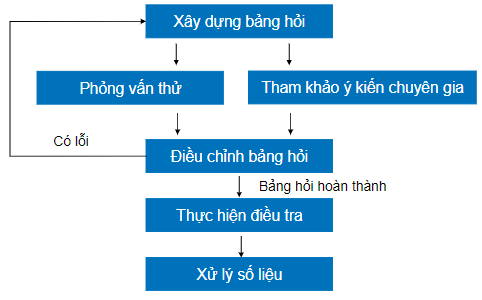 Xây dựng bảng hỏi
Phỏng vấn thử
Tham khảo ý kiến chuyên gia
Có lỗi
Điều chỉnh bảng hỏi
Bảng hỏi hoàn thành
Thực hiện điều tra
Xử lý số liệu